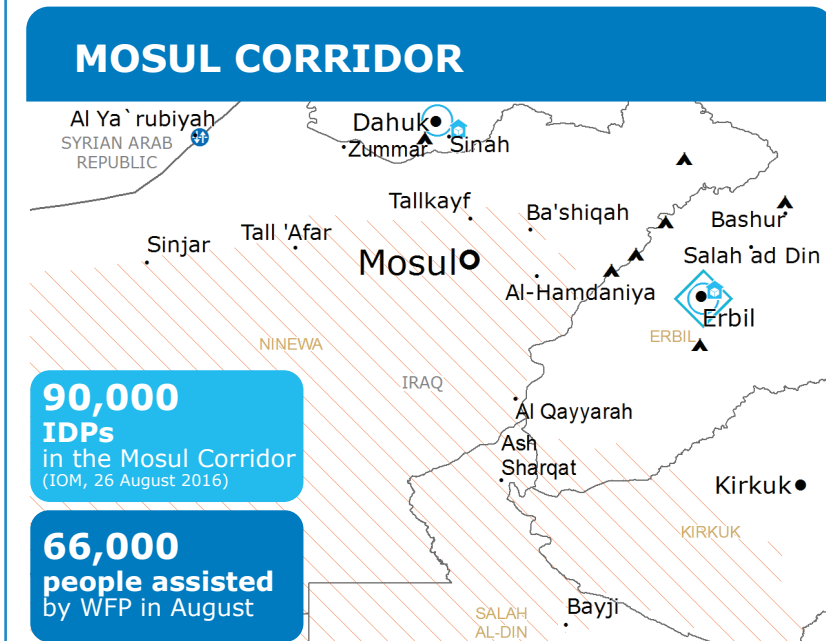 MOSUL CORRIDOR
Al Ya`rubiyah
SYRIAN ARAB
REPUBLIC
Dahuk
Zummar
Sinah
Tallkayf
Ba'shiqah
Bashur
Sinjar
Tall 'Afar
Mosul
Salah ad Din
Al-Hamdaniya
Erbil
ERBIL
NINEWA
IRAQ
90,000
IDPs
in the Mosul Corridor
(IOM, 26 August 2016)
Al Qayyarah
Ash
Sharqat
Kirkuk
KIRKUK
66,000
people assisted
by WFP in August
SALAH
AL-DIN
Bayji